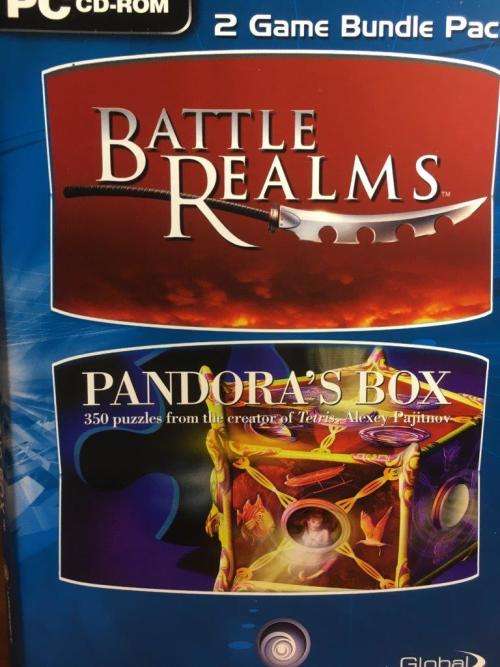 PC CD-ROM
2 Game Bundle Pac
BATTLE
REALMS™
PANDORA'S BOX
350 puzzles from the creator of Tetris, Alexey Pajitnov
Global